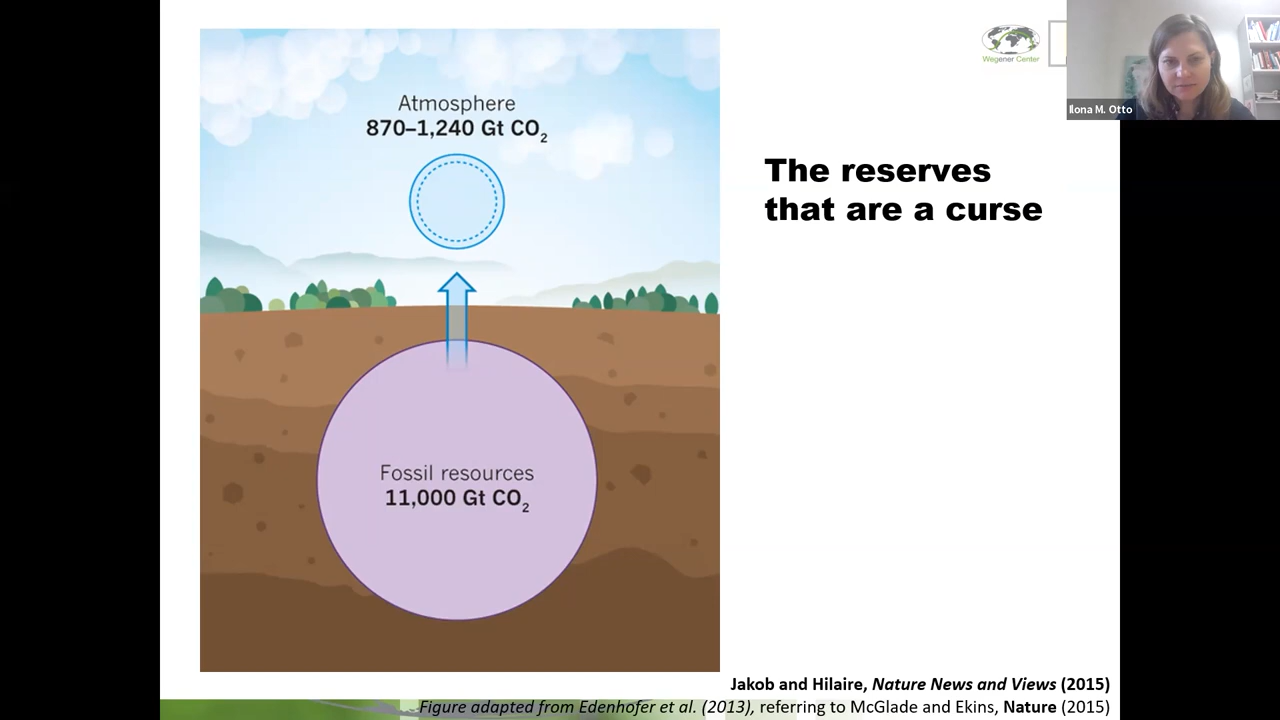 Atmosphere
870–1,240 Gt CO₂
Wegener Center
Ilona M. Otto
The reserves
that are a curse
Fossil resources
11,000 Gt CO₂
Jakob and Hilaire, Nature News and Views (2015)
Figure adapted from Edenhofer et al. (2013), referring to McGlade and Ekins, Nature (2015)